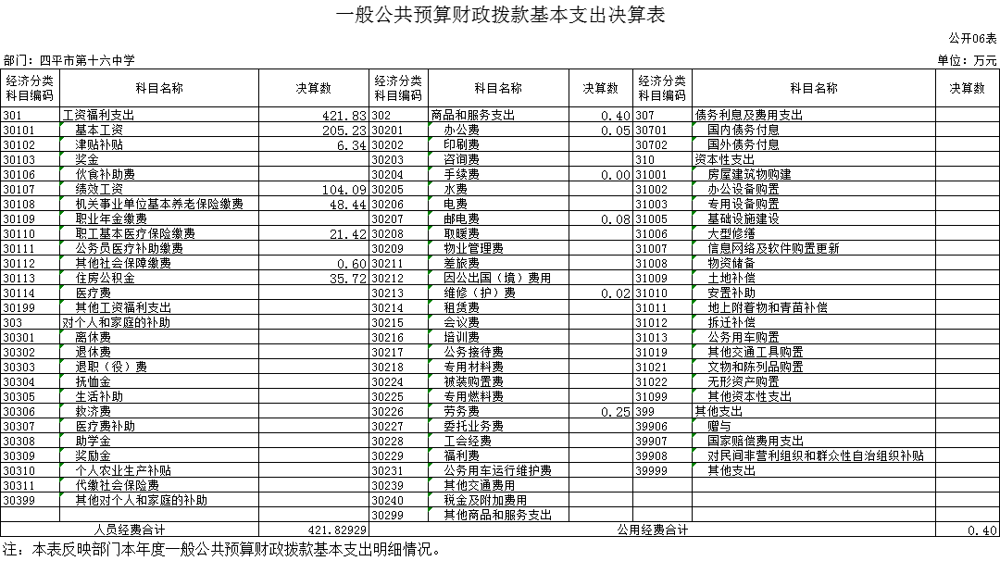 一般公共预算财政拨款基本支出决算表
公开06表
部门：四平市第十六中学 单位：万元
经济分类科目编码 科目名称 决算数 经济分类科目编码 科目名称 决算数 经济分类科目编码 科目名称 决算数
301 工资福利支出 421.83 302 商品和服务支出 0.40 307 债务利息及费用支出
30101 基本工资 205.23 30201 办公费 0.05 30701 国内债务付息
30102 津贴补贴 6.34 30202 印刷费 30702 国外债务付息
30103 奖金 30203 咨询费 310 资本性支出
30106 伙食补助费 30204 手续费 0.00 31001 房屋建筑物购建
30107 绩效工资 104.09 30205 水费 31002 办公设备购置
30108 机关事业单位基本养老保险缴费 48.44 30206 电费 31003 专用设备购置
30109 职业年金缴费 30207 邮电费 0.08 31005 基础设施建设
30110 职工基本医疗保险缴费 21.42 30208 取暖费 31006 大型修缮
30111 公务员医疗补助缴费 30209 物业管理费 31007 信息网络及软件购置更新
30112 其他社会保障缴费 0.60 30211 差旅费 31008 物资储备
30113 住房公积金 35.72 30212 因公出国（境）费用 31009 土地补偿
30114 医疗费 30213 维修（护）费 0.02 31010 安置补助
30199 其他工资福利支出 30214 租赁费 31011 地上附着物和青苗补偿
303 对个人和家庭的补助 30215 会议费 31012 拆迁补偿
30301 离休费 30216 培训费 31013 公务用车购置
30302 退休费 30217 公务接待费 31019 其他交通工具购置
30303 退职（役）费 30218 专用材料费 31021 文物和陈列品购置
30304 抚恤金 30224 被装购置费 31022 无形资产购置
30305 生活补助 30225 专用燃料费 31099 其他资本性支出
30306 救济费 30226 劳务费 0.25 399 其他支出
30307 医疗费补助 30227 委托业务费 39906 赠与
30308 助学金 30228 工会经费 39907 国家赔偿费用支出
30309 奖励金 30229 福利费 39908 对民间非营利组织和群众性自治组织补贴
30310 个人农业生产补贴 30231 公务用车运行维护费 39999 其他支出
30311 代缴社会保险费 30239 其他交通费用
30399 其他对个人和家庭的补助 30240 税金及附加费用
30299 其他商品和服务支出
人员经费合计 421.82929 公用经费合计 0.40
注：本表反映部门本年度一般公共预算财政拨款基本支出明细情况。